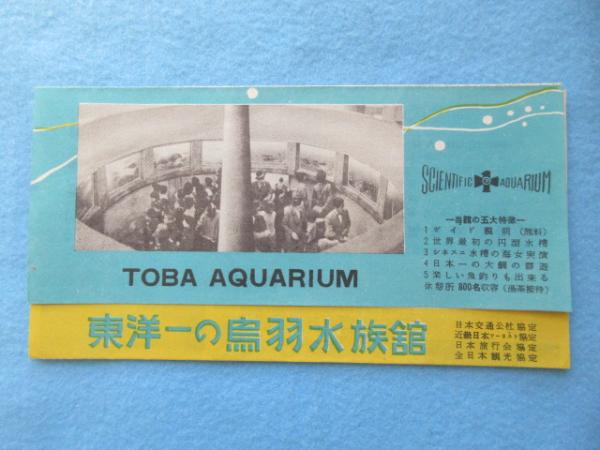 SCIENTIFIC AQUARIUM
―当館の五大特徴―
1 ガイド説明(無料)
2 世界最初の円型水槽
3 シネスコ水槽の海女実演
4 日本一の大鯛の群遊
5 楽しい魚釣りも出来る
休憩所 800名収容(湯茶接待)
TOBA AQUARIUM
東洋一の鳥羽水族舘
日本交通公社協定
近畿日本ツーリスト協定
日本旅行会協定
全日本観光協定